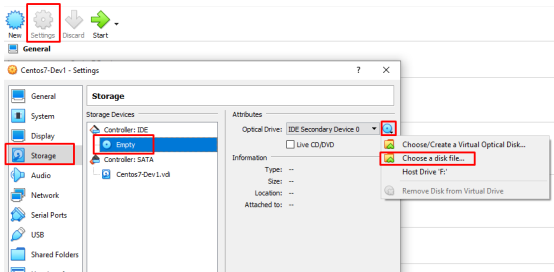 New Settings Discard Start
General
Centos7-Dev1 - Settings ? ×
General
System
Display
Storage
Audio
Network
Serial Ports
USB
Shared Folders
Storage
Storage Devices
Controller: IDE
Empty
Controller: SATA
Centos7-Dev1.vdi
Attributes
Optical Drive: IDE Secondary Device 0
Live CD/DVD
Information
Type: --
Size: --
Location: --
Attached to: --
Choose/Create a Virtual Optical Disk...
Choose a disk file...
Host Drive 'F:'
Remove Disk from Virtual Drive